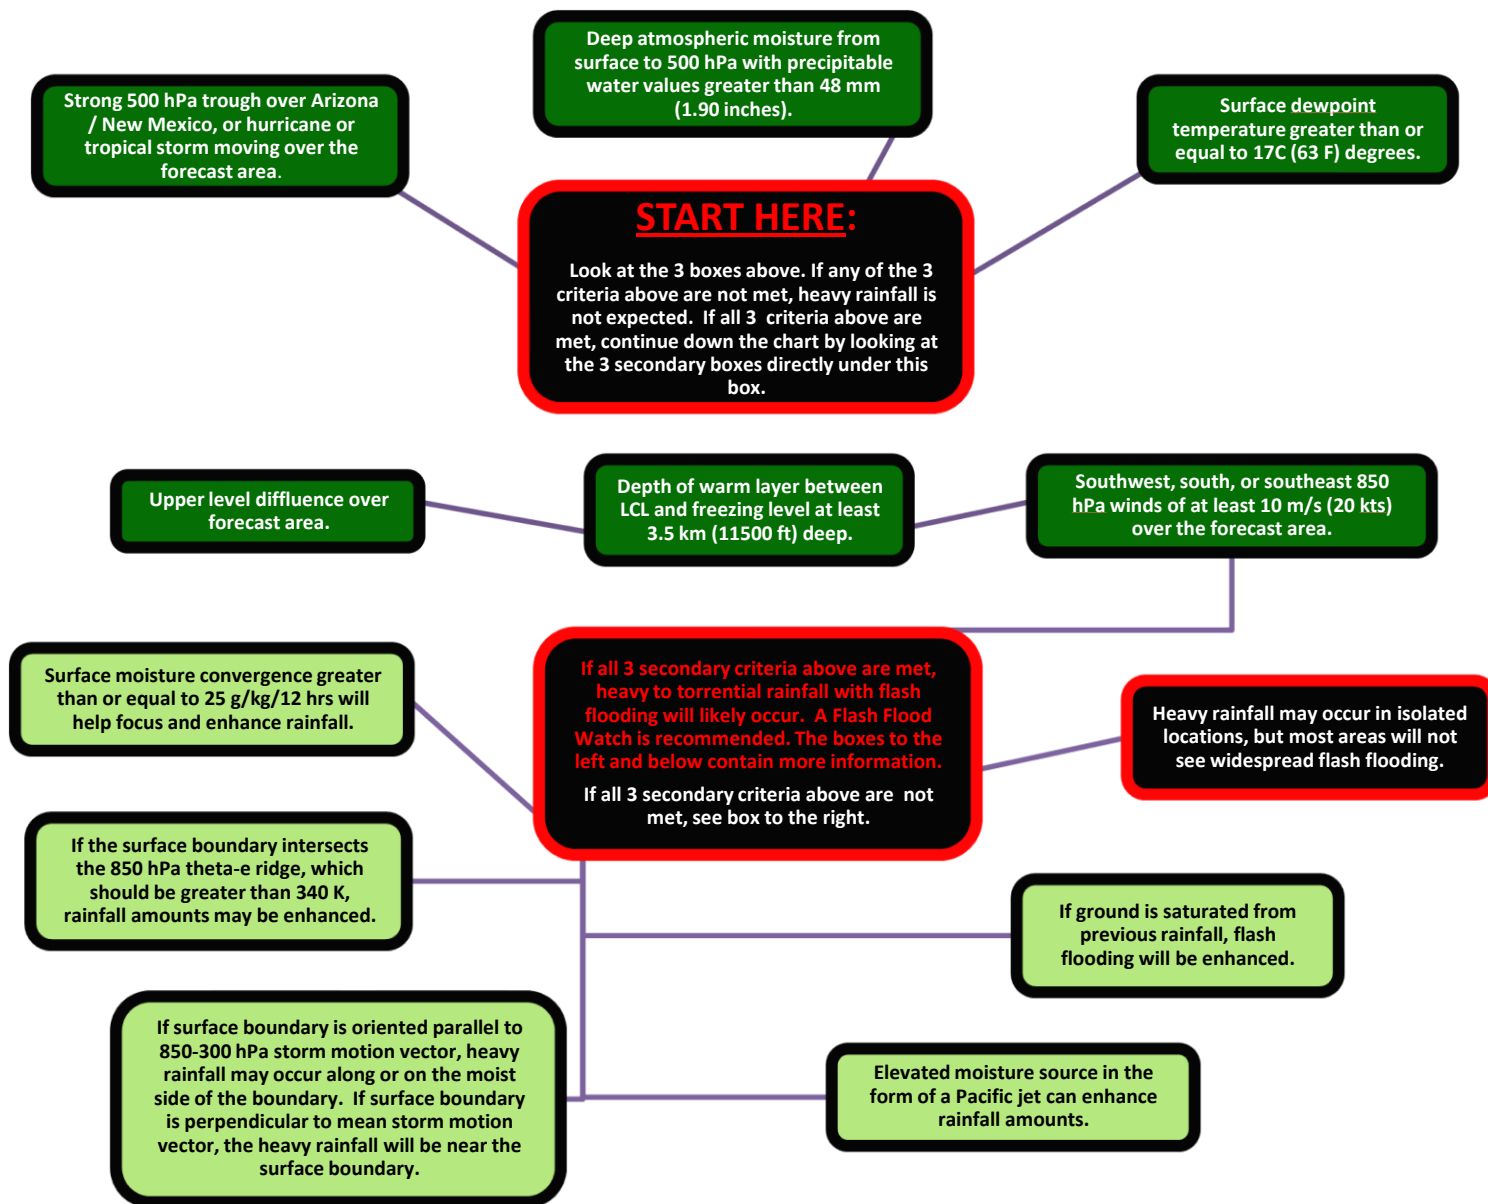 Deep atmospheric moisture from
surface to 500 hPa with precipitable
water values greater than 48 mm
(1.90 inches).
Strong 500 hPa trough over Arizona
/ New Mexico, or hurricane or
tropical storm moving over the
forecast area.
Surface dewpoint
temperature greater than or
equal to 17C (63 F) degrees.
START HERE:
Look at the 3 boxes above. If any of the 3
criteria above are not met, heavy rainfall is
not expected.  If all 3  criteria above are
met, continue down the chart by looking at
the 3 secondary boxes directly under this
box.
Upper level diffluence over
forecast area.
Depth of warm layer between
LCL and freezing level at least
3.5 km (11500 ft) deep.
Southwest, south, or southeast 850
hPa winds of at least 10 m/s (20 kts)
over the forecast area.
Surface moisture convergence greater
than or equal to 25 g/kg/12 hrs will
help focus and enhance rainfall.
If all 3 secondary criteria above are met,
heavy to torrential rainfall with flash
flooding will likely occur.  A Flash Flood
Watch is recommended. The boxes to the
left and below contain more information.
If all 3 secondary criteria above are  not
met, see box to the right.
Heavy rainfall may occur in isolated
locations, but most areas will not
see widespread flash flooding.
If the surface boundary intersects
the 850 hPa theta-e ridge, which
should be greater than 340 K,
rainfall amounts may be enhanced.
If ground is saturated from
previous rainfall, flash
flooding will be enhanced.
If surface boundary is oriented parallel to
850-300 hPa storm motion vector, heavy
rainfall may occur along or on the moist
side of the boundary.  If surface boundary
is perpendicular to mean storm motion
vector, the heavy rainfall will be near the
surface boundary.
Elevated moisture source in the
form of a Pacific jet can enhance
rainfall amounts.